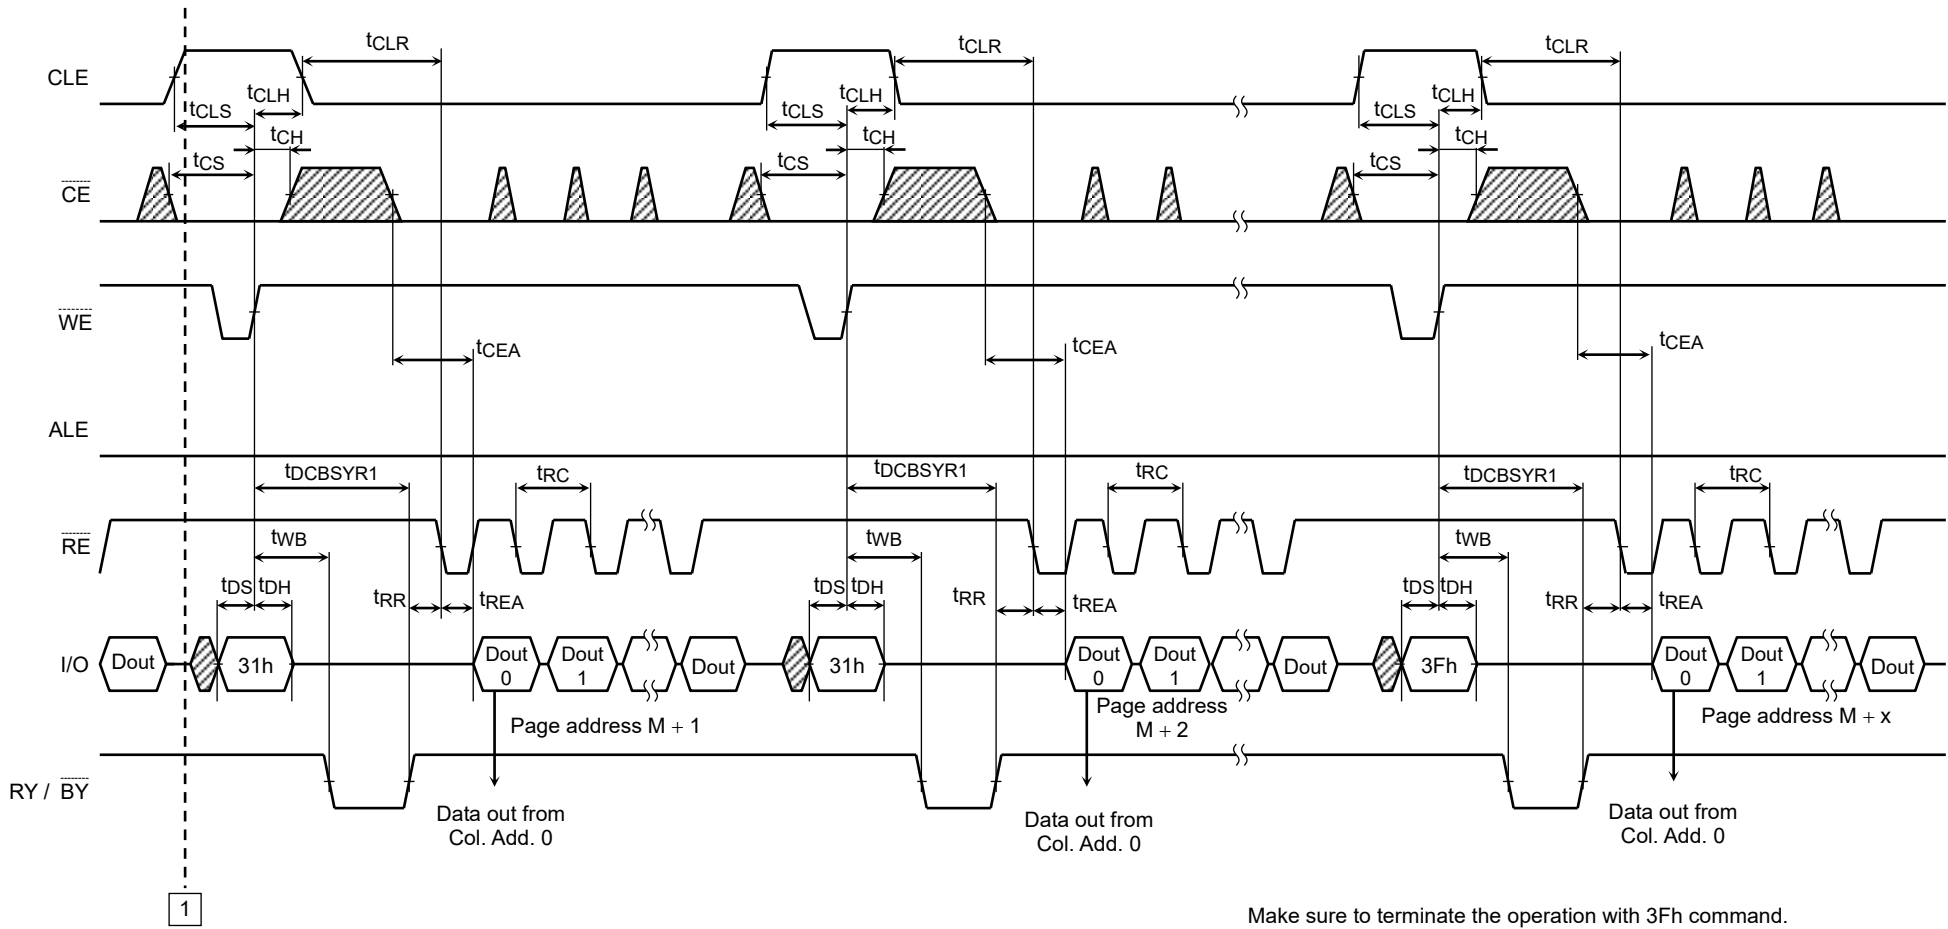 CLE
tCLR
tCLR
tCLR
tCLH
tCLH
tCLH
tCLS
tCLS
tCLS
tCH
tCH
tCH
tCS
tCS
tCS
CE
WE
tCEA
tCEA
tCEA
ALE
tDCBSYR1
tRC
tDCBSYR1
tRC
tDCBSYR1
tRC
RE
tWB
tWB
tWB
tDS
tDH
tRR
tREA
tDS
tDH
tRR
tREA
tDS
tDH
tRR
tREA
I/O
Dout
31h
Dout
0
Dout
1
Dout
31h
Dout
0
Dout
1
Dout
3Fh
Dout
0
Dout
1
Dout
Page address M + 1
Page address
M + 2
Page address M + x
RY / BY
Data out from
Col. Add. 0
Data out from
Col. Add. 0
Data out from
Col. Add. 0
1
Make sure to terminate the operation with 3Fh command.